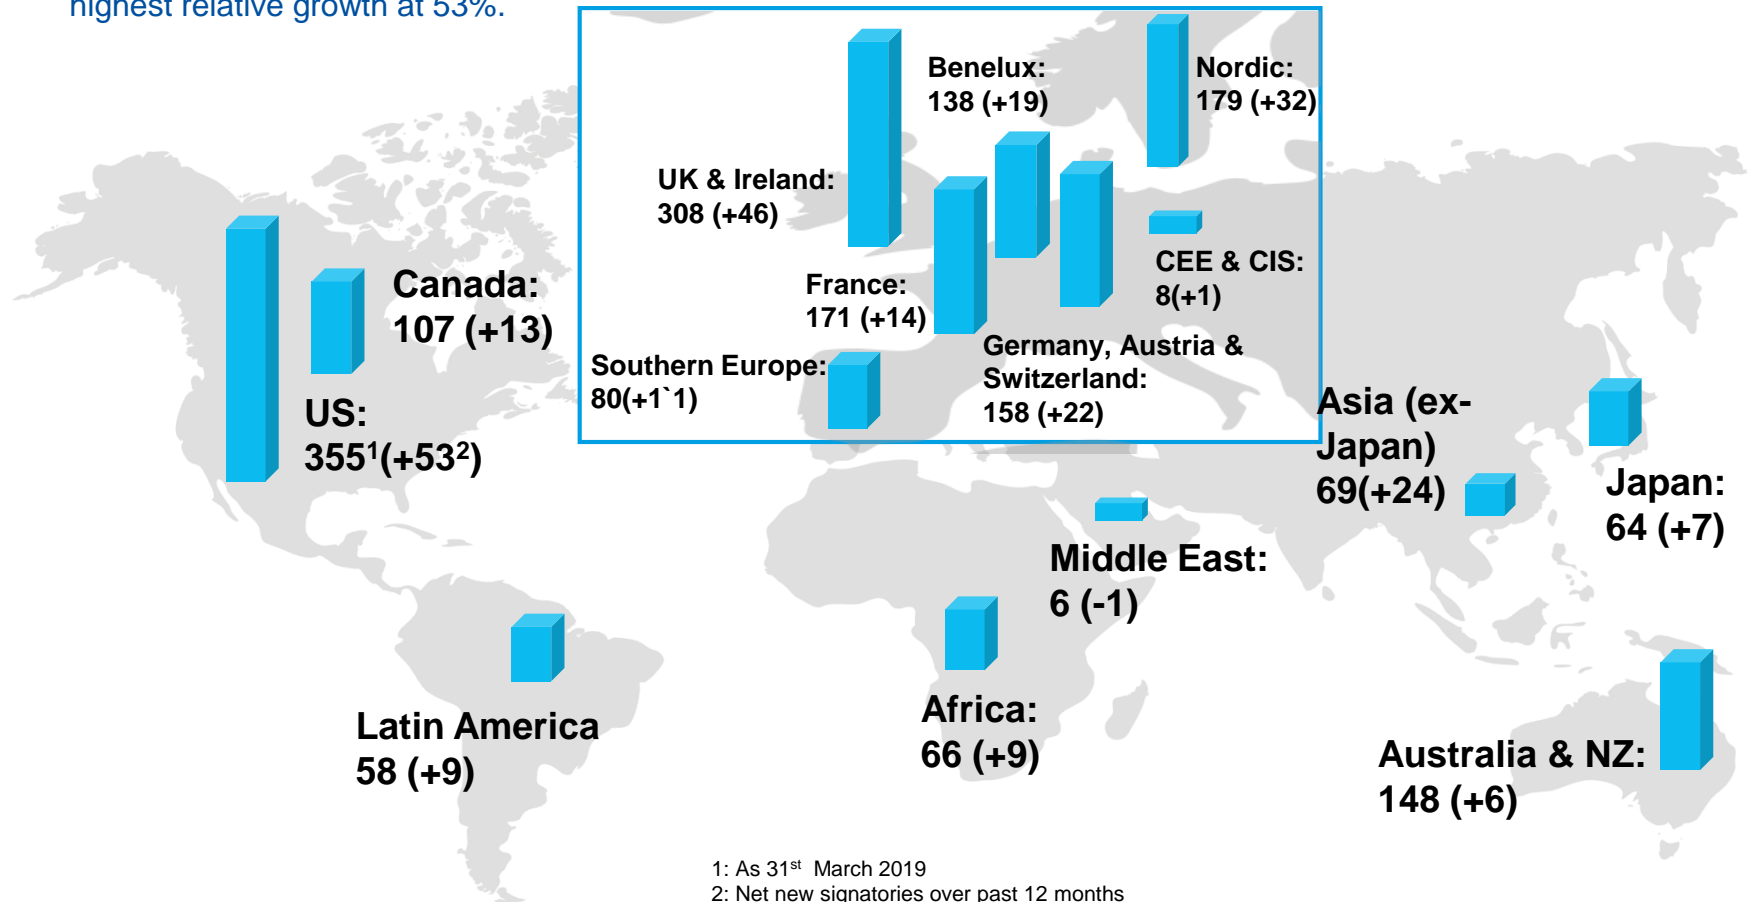 highest relative growth at 53%.
Benelux:
138 (+19)
Nordic:
179 (+32)
UK & Ireland:
308 (+46)
CEE & CIS:
8(+1)
France:
171 (+14)
Canada:
107 (+13)
Germany, Austria &
Switzerland:
158 (+22)
Southern Europe:
80(+1`1)
US:
355¹(+53²)
Asia (ex-
Japan)
69(+24)
Japan:
64 (+7)
Middle East:
6 (-1)
Latin America
58 (+9)
Africa:
66 (+9)
Australia & NZ:
148 (+6)
1: As 31st March 2019
2: Net new signatories over past 12 months